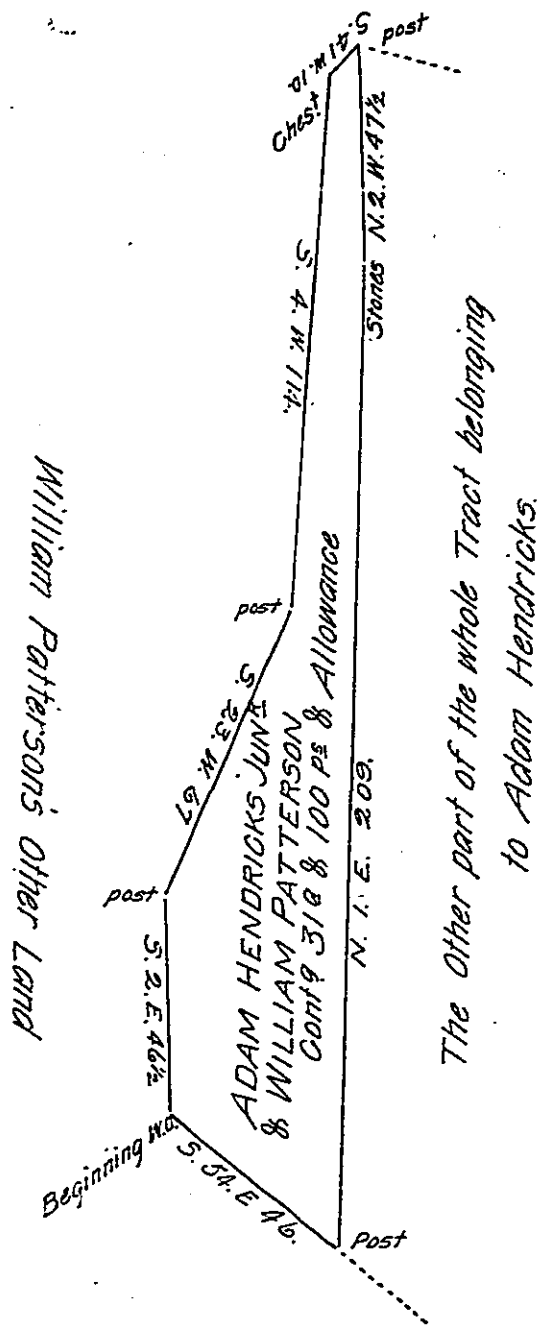 S. 41 W. 10.
post
Chest
Stones N. 2. W. 47½
S. 4. W. 114.
The Other part of the whole Tract belonging
to Adam Hendricks.
post
S. 23. W. 67
ADAM HENDRICKS JUNR
& WILLIAM PATTERSON
Contg 31a & 100 ps & Allowance
N. 1. E. 209.
post
S. 2. E. 46½
Beginning W.O.
S. 54. E 46.
Post
William Patterson's Other Land